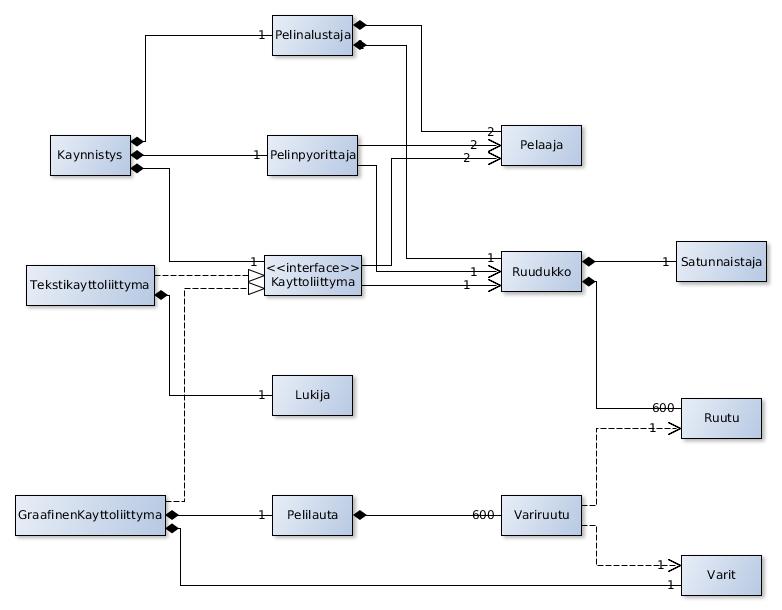 1
Pelinalustaja
2
Kaynnistys
1
Pelinpyorittaja
2
2
Pelaaja
1
<<interface>>
Kayttoliittyma
1
1
1
Ruudukko
1
Satunnaistaja
Tekstikayttoliittyma
1
Lukija
600
1
Ruutu
GraafinenKayttoliittyma
1
Pelilauta
600
Variruutu
1
1
Varit